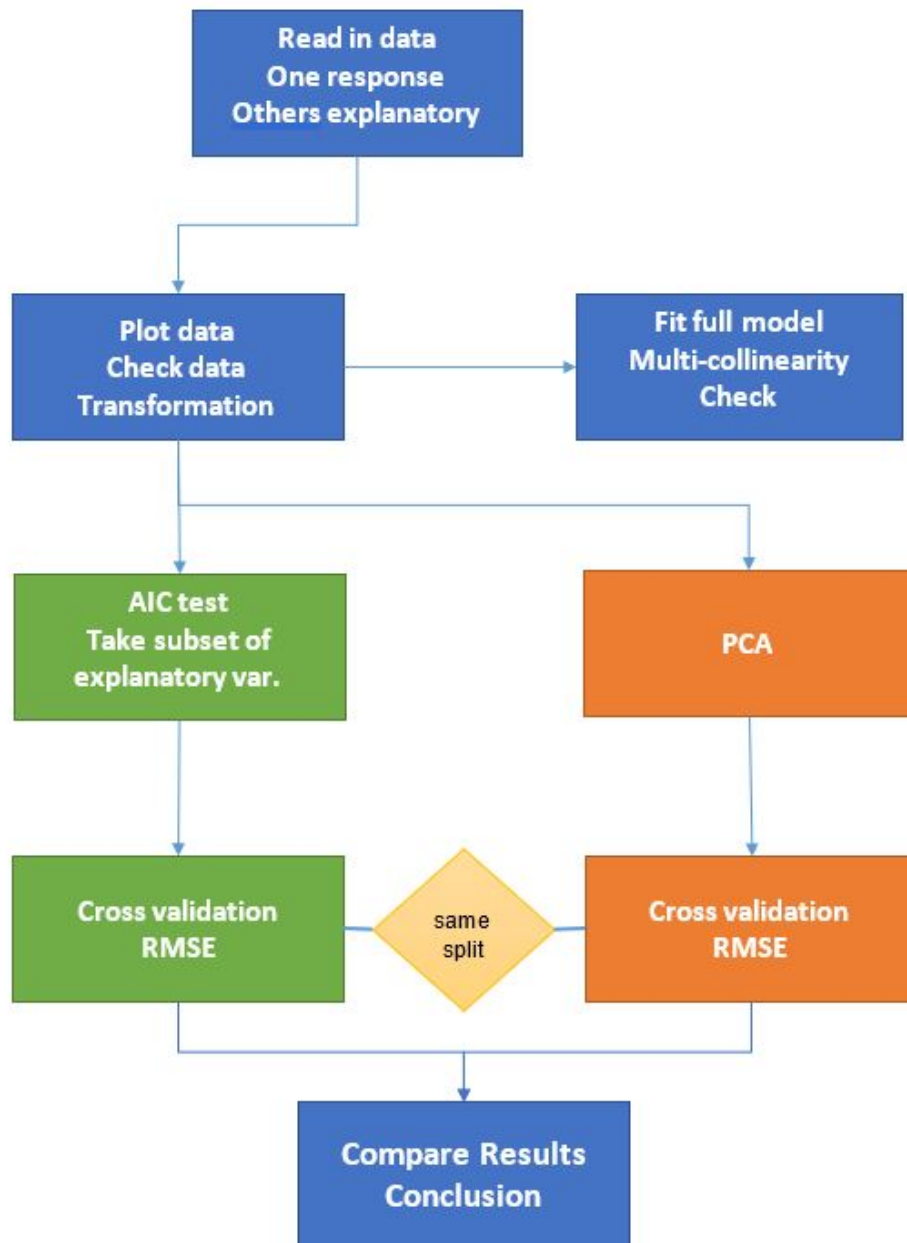 Read in data
One response
Others explanatory
Plot data
Check data
Transformation
Fit full model
Multi-collinearity
Check
AIC test
Take subset of
explanatory var.
PCA
Cross validation
RMSE
same
split
Cross validation
RMSE
Compare Results
Conclusion